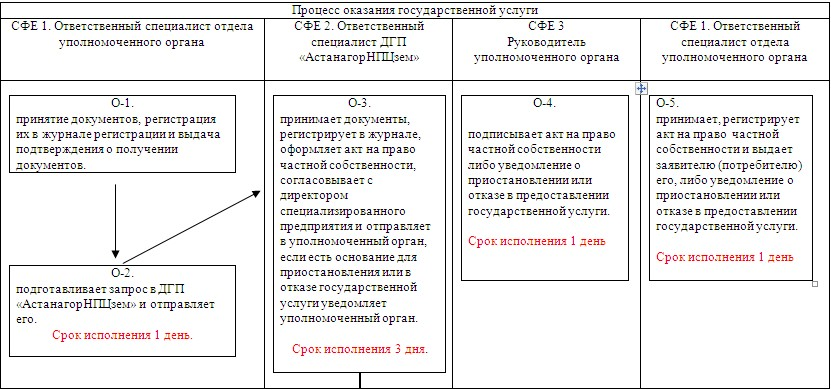 Процесс оказания государственной услуги
СФЕ 1. Ответственный специалист отдела
уполномоченного органа
СФЕ 2. Ответственный
специалист ДГП
«АстанагорНПЦзем»
СФЕ 3
Руководитель
уполномоченного органа
СФЕ 1. Ответственный
специалист отдела
уполномоченного органа
О-1.
принятие документов, регистрация
их в журнале регистрации и выдача
подтверждения о получении
документов.
О-2.
подготавливает запрос в ДГП
«АстанагорНПЦзем» и отправляет
его.
Срок исполнения 1 день.
О-3.
принимает документы,
регистрирует в журнале,
оформляет акт на право
частной собственности,
согласовывает с
директором
специализированного
предприятия и отправляет
в уполномоченный орган,
если есть основание для
приостановления или в
отказе государственной
услуги уведомляет
уполномоченный орган.
Срок исполнения 3 дня.
О-4.
подписывает акт на право
частной собственности
либо уведомление о
приостановлении или
отказе в предоставлении
государственной услуги.
Срок исполнения 1 день
О-5.
принимает, регистрирует
акт на право частной
собственности и выдает
заявителю (потребителю)
его, либо уведомление о
приостановлении или
отказе в предоставлении
государственной услуги.
Срок исполнения 1 день